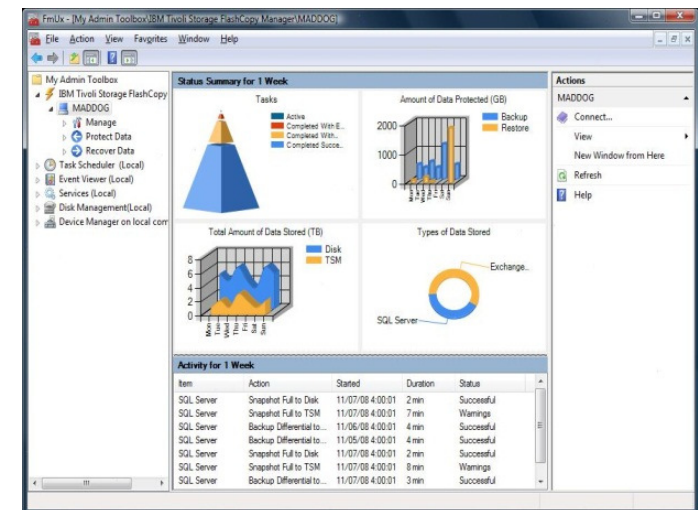 FmUx - [My Admin Toolbox\IBM Tivoli Storage FlashCopy Manager\MADDOG]
File Action View Favorites Window Help
My Admin Toolbox
IBM Tivoli Storage FlashCopy
MADDOG
Manage
Protect Data
Recover Data
Task Scheduler (Local)
Event Viewer (Local)
Services (Local)
Disk Management(Local)
Device Manager on local com
Status Summary for 1 Week
Tasks
Active
Completed With E...
Completed With...
Completed Succe...
Amount of Data Protected (GB)
Backup
Restore
2000
1000
0
Mon
Tue
Wed
Thu
Fri
Sat
Sun
Total Amount of Data Stored (TB)
Disk
TSM
8
6
4
2
0
Mon
Tue
Wed
Thu
Fri
Sat
Sun
Types of Data Stored
Exchange..
SQL Server
Activity for 1 Week
Item Action Started Duration Status
SQL Server Snapshot Full to Disk 11/07/08 4:00:01 2 min Successful
SQL Server Snapshot Full to TSM 11/07/08 4:00:01 7 min Warnings
SQL Server Backup Differential to... 11/06/08 4:00:01 4 min Successful
SQL Server Backup Differential to... 11/05/08 4:00:01 4 min Successful
SQL Server Snapshot Full to Disk 11/07/08 4:00:01 2 min Successful
SQL Server Snapshot Full to TSM 11/07/08 4:00:01 8 min Warnings
SQL Server Backup Differential to... 11/07/08 4:00:01 3 min Successful
Actions
MADDOG
Connect...
View
New Window from Here
Refresh
Help